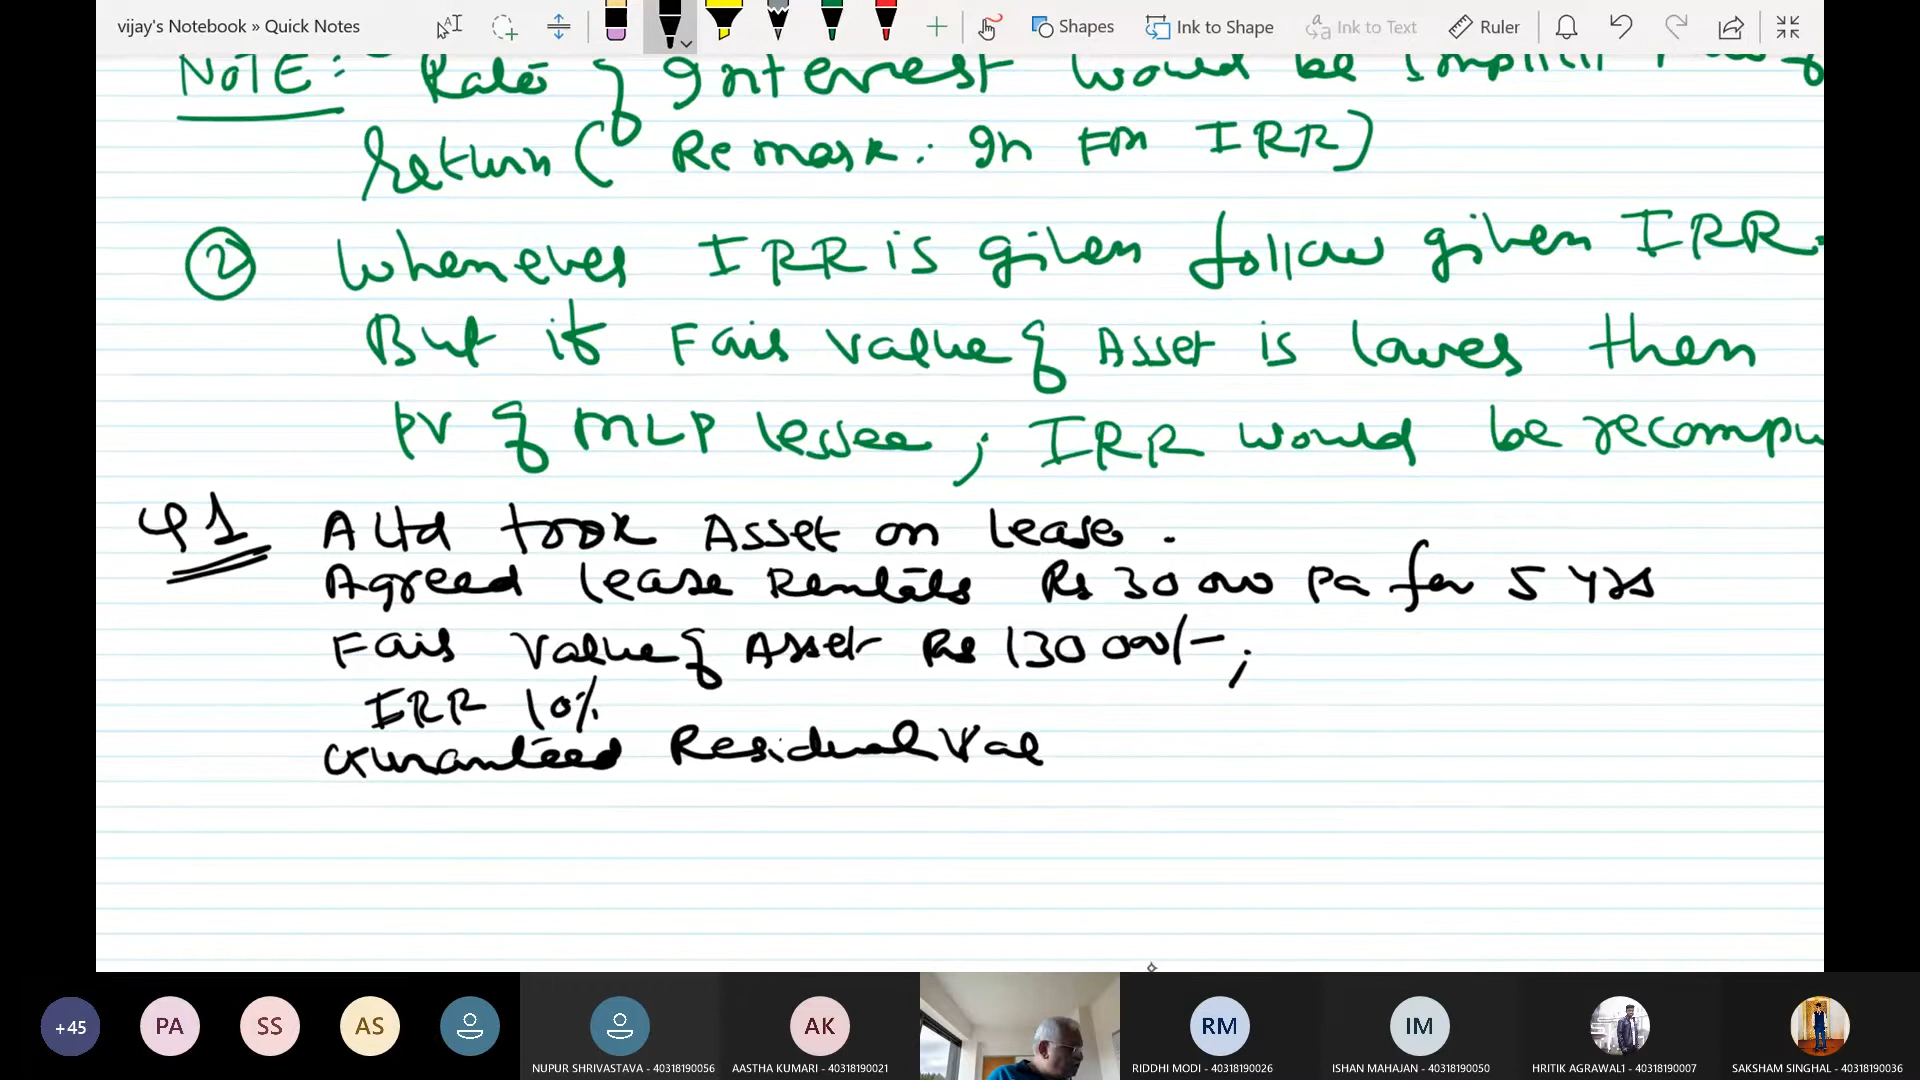 vijay's Notebook » Quick Notes
Shapes
Ink to Shape
Ink to Text
Ruler
NOTE: Rate of Interest would be Implicit
Return (Remark: In FM IRR)
② Whenever IRR is given follow given IRR.
But if Fair value of Asset is lower then
PV of MLP lessee; IRR would be recompu
Q1 A Ltd took Asset on lease.
Agreed lease Rentals Rs 30000 Pa for 5 yrs
Fair Value of Asset Rs 130000/-;
IRR 10%
Guranteed Residual Val
+45
PA
SS
AS
AK
RM
IM
NUPUR SHRIVASTAVA - 40318190056
AASTHA KUMARI - 40318190021
RIDDHI MODI - 40318190026
ISHAN MAHAJAN - 40318190050
HRITIK AGRAWAL1 - 40318190007
SAKSHAM SINGHAL - 40318190036